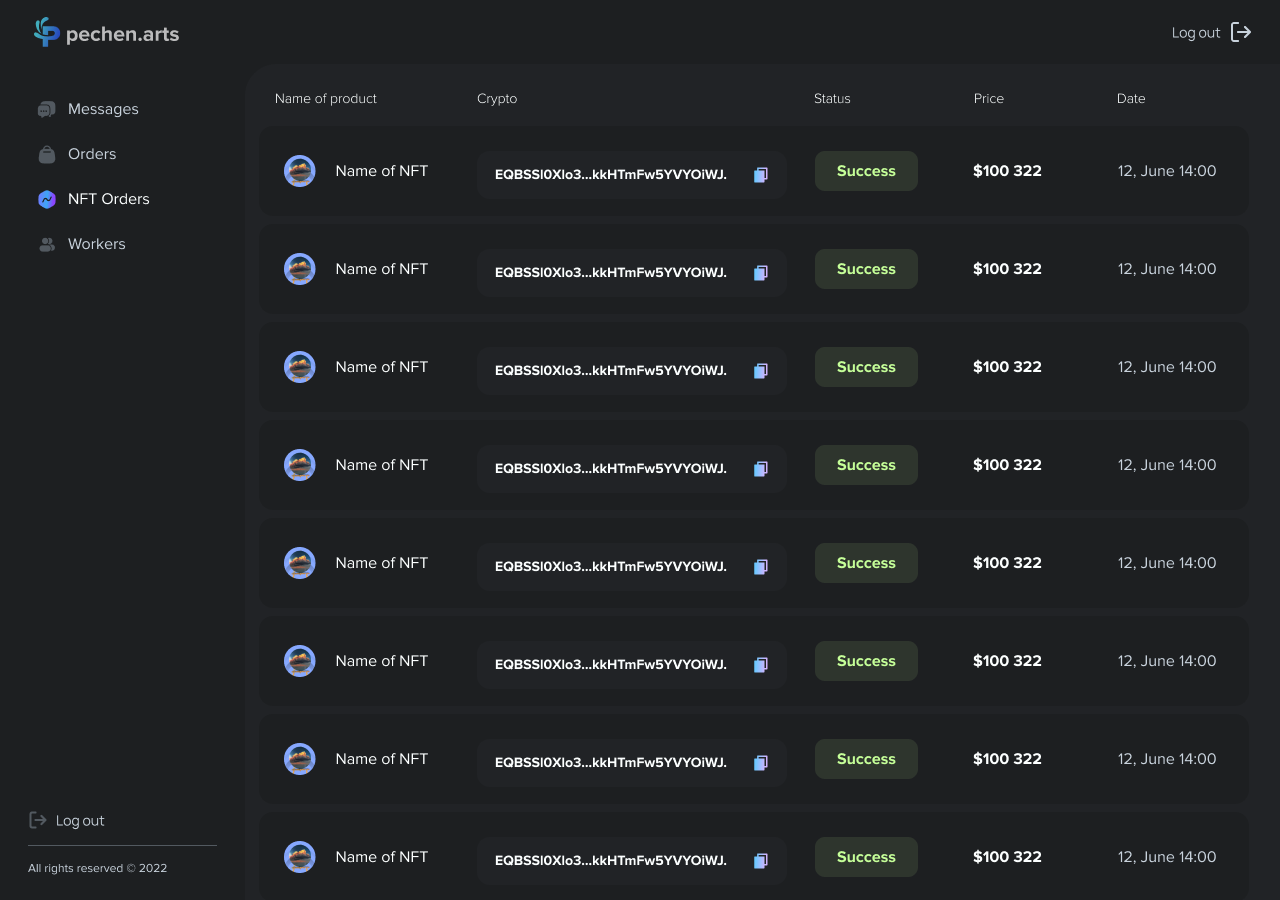 pechen.arts
Log out
Messages
Orders
NFT Orders
Workers
Name of product Crypto Status Price Date
Name of NFT EQBSSl0Xlo3...kkHTmFw5YVYOiWJ. Success $100 322 12, June 14:00
Name of NFT EQBSSl0Xlo3...kkHTmFw5YVYOiWJ. Success $100 322 12, June 14:00
Name of NFT EQBSSl0Xlo3...kkHTmFw5YVYOiWJ. Success $100 322 12, June 14:00
Name of NFT EQBSSl0Xlo3...kkHTmFw5YVYOiWJ. Success $100 322 12, June 14:00
Name of NFT EQBSSl0Xlo3...kkHTmFw5YVYOiWJ. Success $100 322 12, June 14:00
Name of NFT EQBSSl0Xlo3...kkHTmFw5YVYOiWJ. Success $100 322 12, June 14:00
Name of NFT EQBSSl0Xlo3...kkHTmFw5YVYOiWJ. Success $100 322 12, June 14:00
Name of NFT EQBSSl0Xlo3...kkHTmFw5YVYOiWJ. Success $100 322 12, June 14:00
Log out
All rights reserved © 2022